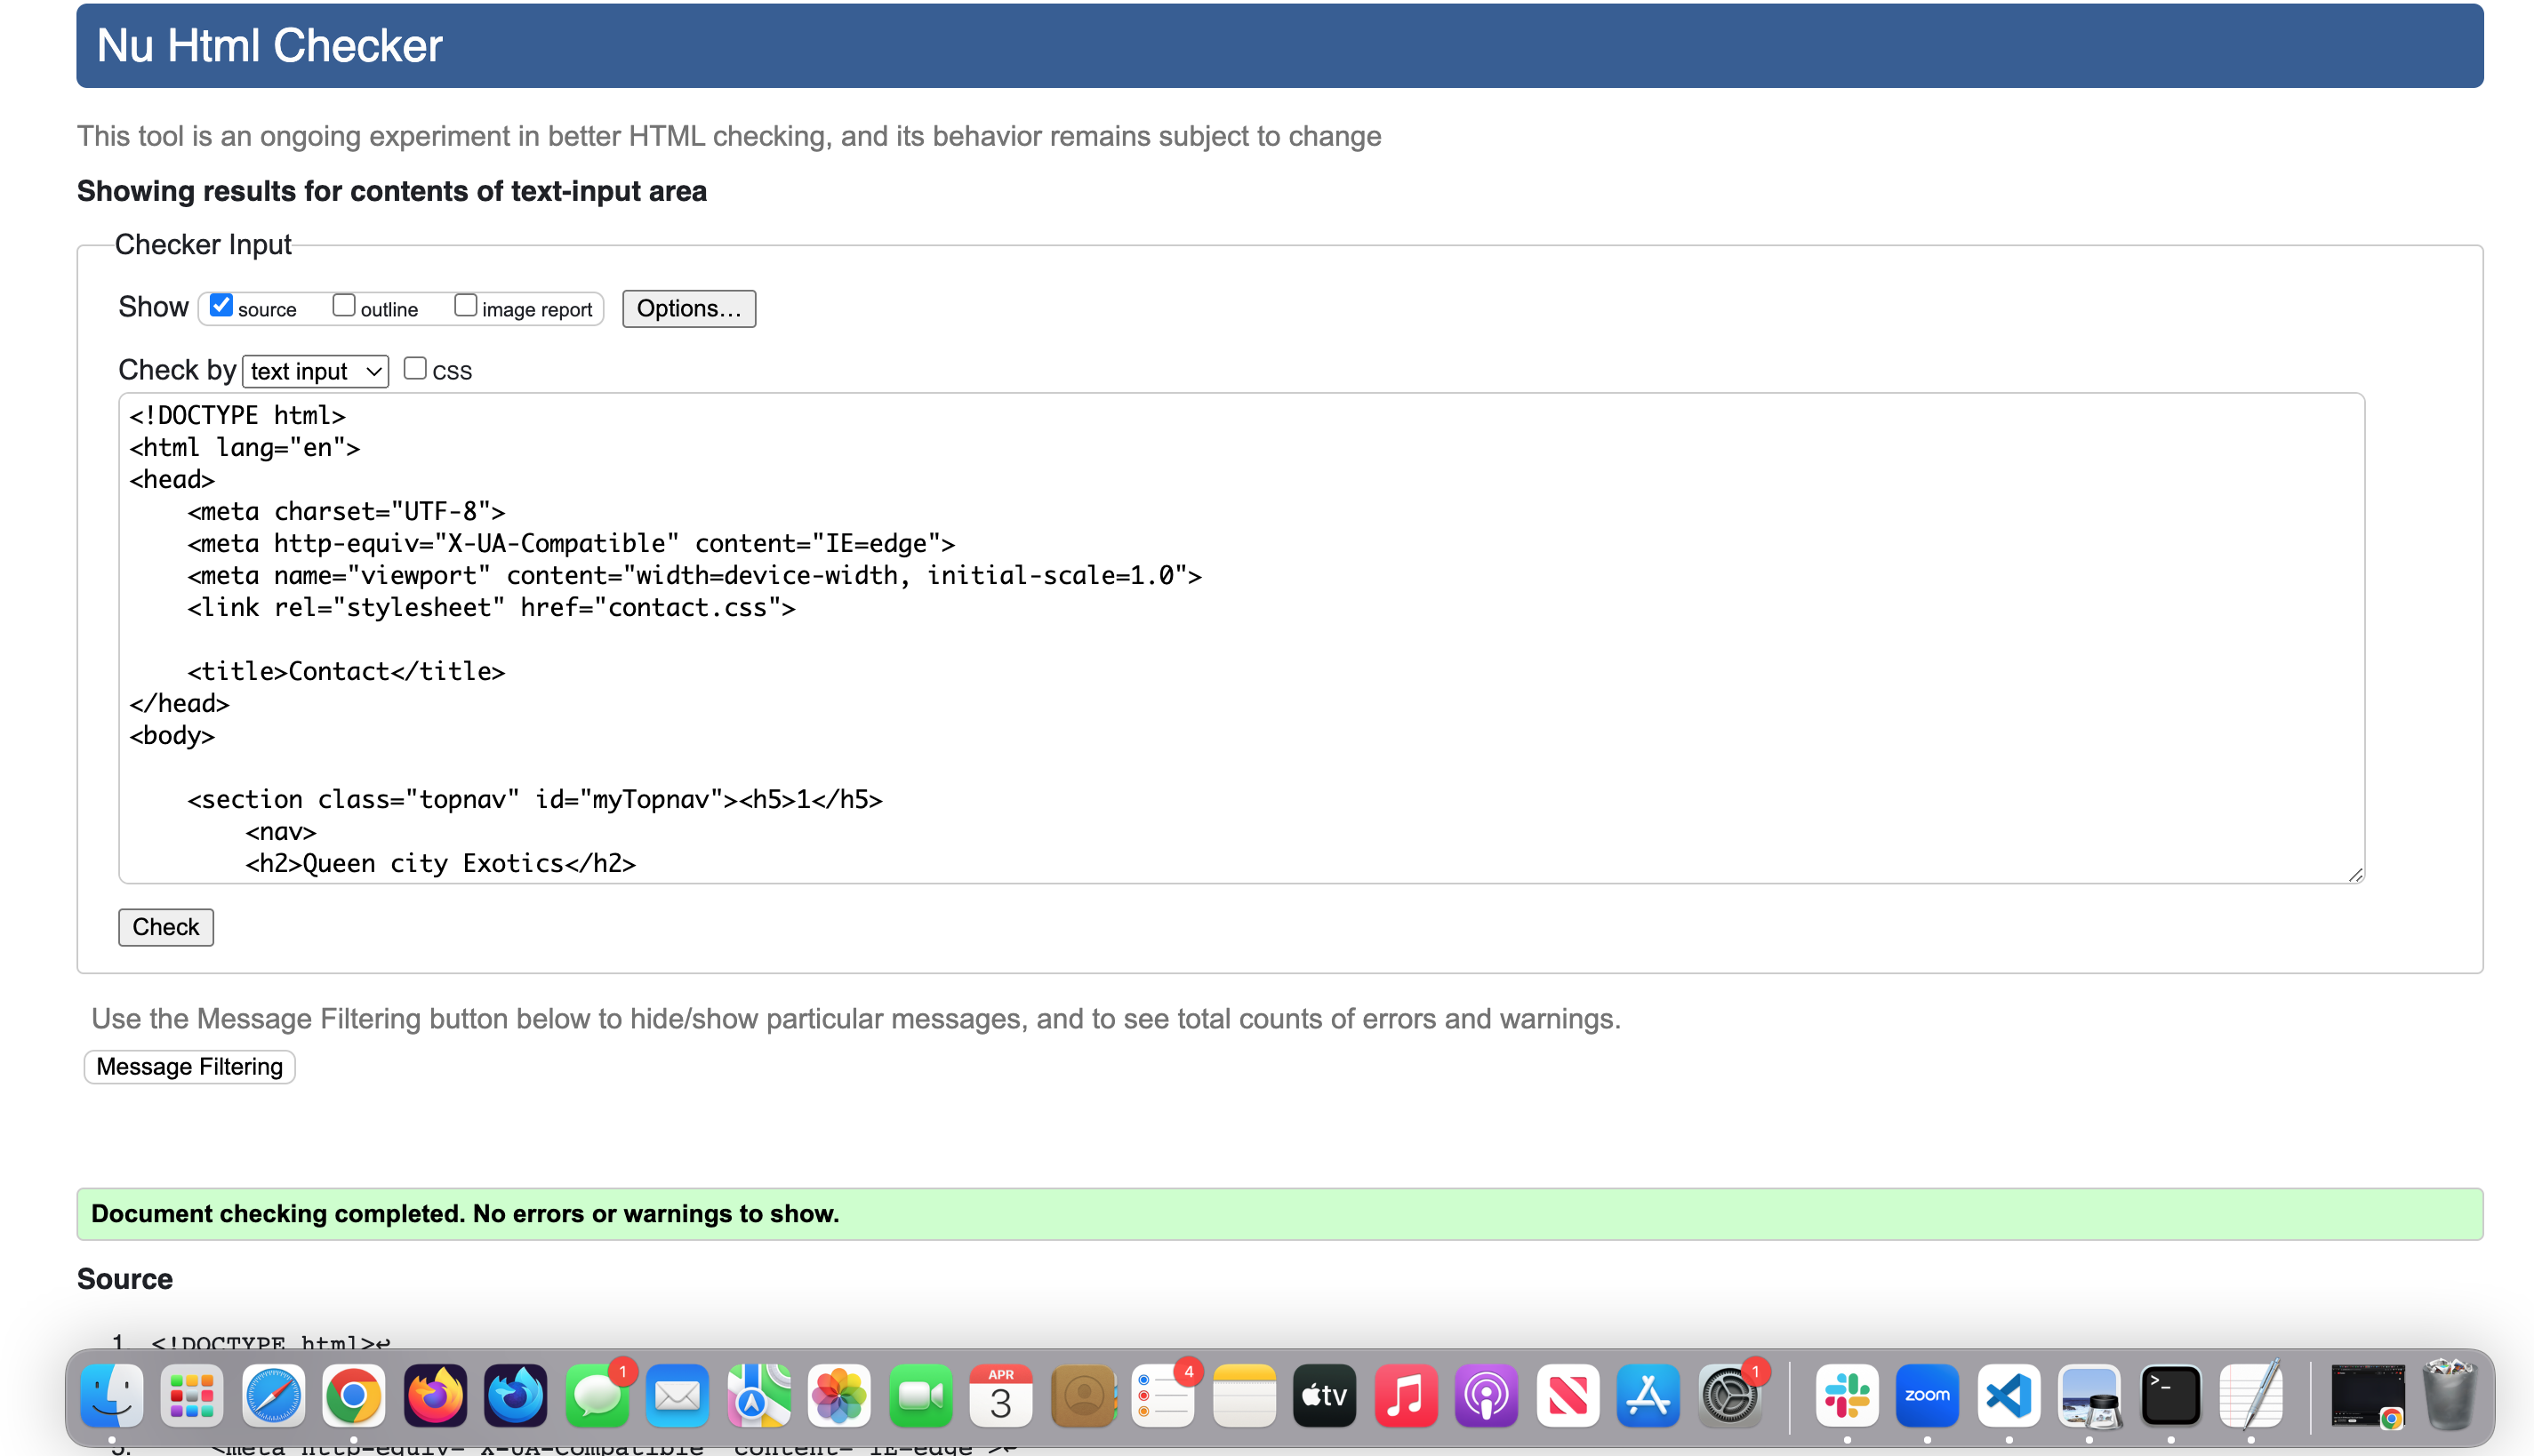 Nu Html Checker
This tool is an ongoing experiment in better HTML checking, and its behavior remains subject to change
Showing results for contents of text-input area
Checker Input
Show source outline image report Options...
Check by text input CSS
<!DOCTYPE html>
<html lang="en">
<head>
    <meta charset="UTF-8">
    <meta http-equiv="X-UA-Compatible" content="IE=edge">
    <meta name="viewport" content="width=device-width, initial-scale=1.0">
    <link rel="stylesheet" href="contact.css">
    <title>Contact</title>
</head>
<body>
    <section class="topnav" id="myTopnav"><h5>1</h5>
        <nav>
        <h2>Queen city Exotics</h2>
Check
Use the Message Filtering button below to hide/show particular messages, and to see total counts of errors and warnings.
Message Filtering
Document checking completed. No errors or warnings to show.
Source
1. <!DOCTYPE html>↩
1 APR 3 4 tv 1 zoom >_
5. <meta http-equiv="X-UA-Compatible" content="IE=edge">↩